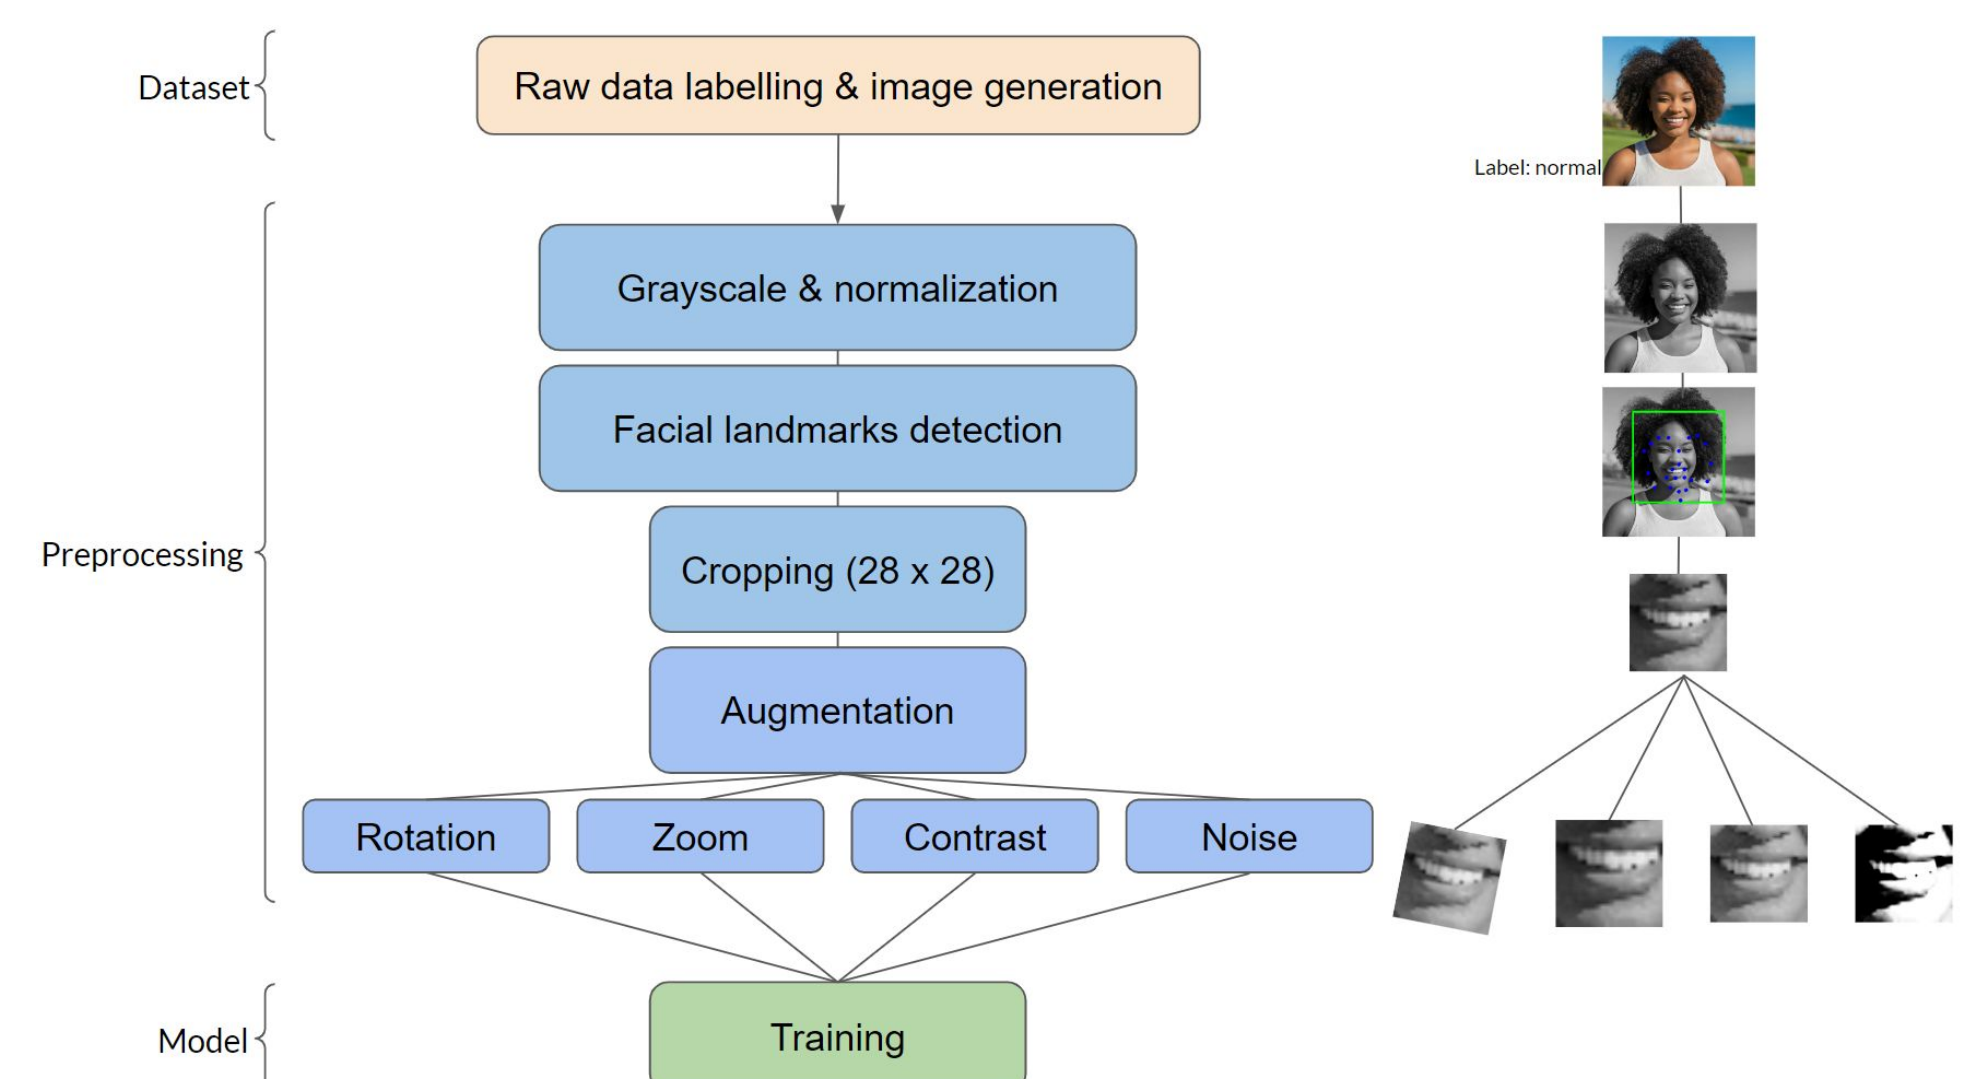 Dataset
Raw data labelling & image generation
Label: normal
Preprocessing
Grayscale & normalization
Facial landmarks detection
Cropping (28 x 28)
Augmentation
Rotation
Zoom
Contrast
Noise
Model
Training